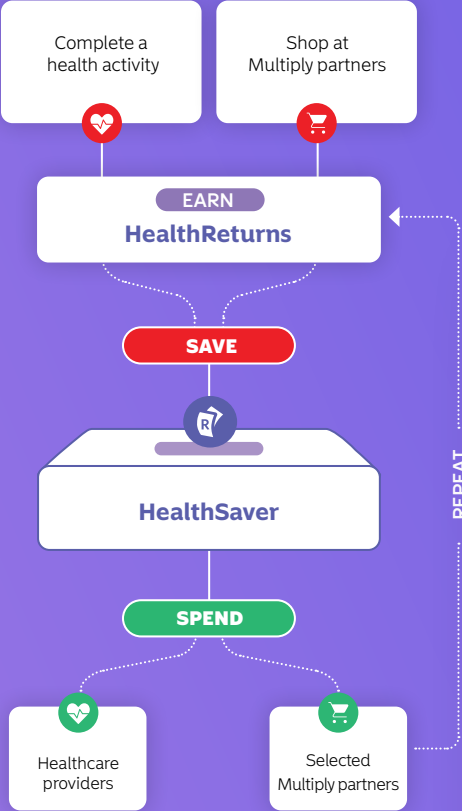 Complete a
health activity
Shop at
Multiply partners
EARN
HealthReturns
SAVE
R
HealthSaver
REPEAT
SPEND
Healthcare
providers
Selected
Multiply partners